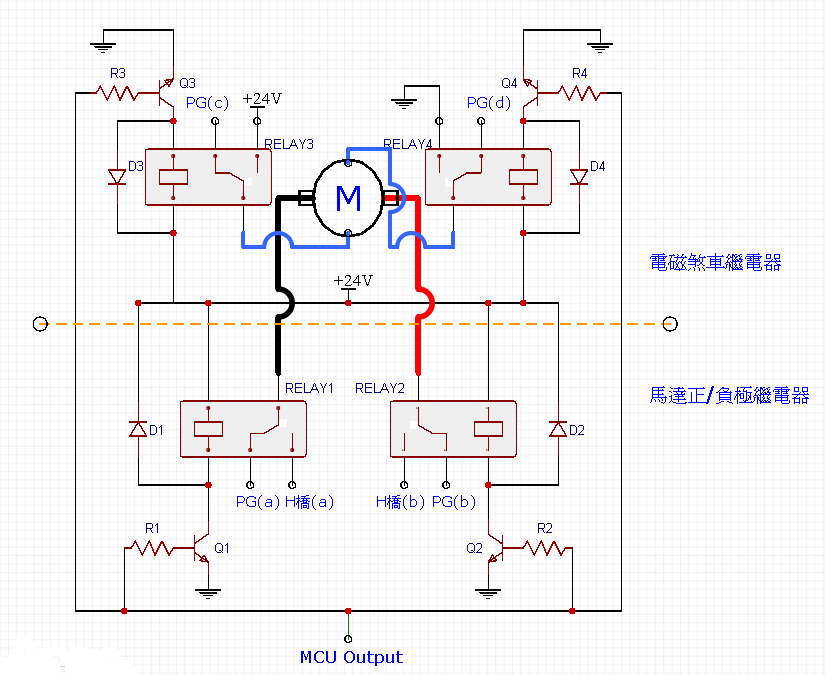 R3
Q3
PG(c)
+24V
Q4
R4
PG(d)
RELAY3
RELAY4
D3
D4
M
電磁煞車繼電器
+24V
RELAY1
RELAY2
馬達正/負極繼電器
D1
D2
PG(a)
H橋(a)
H橋(b)
PG(b)
R1
Q1
R2
Q2
MCU Output